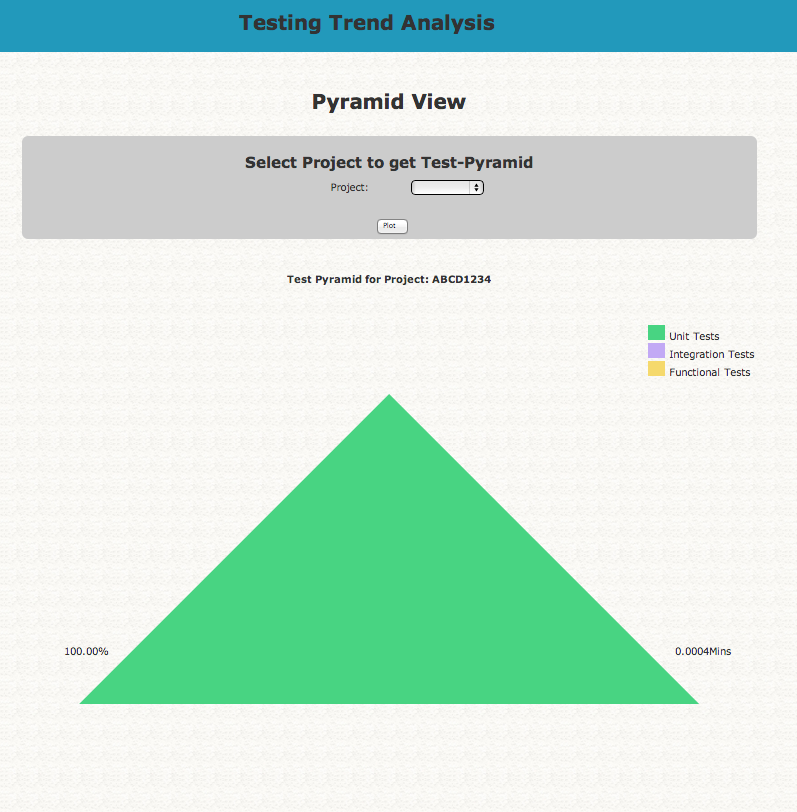 Testing Trend Analysis
Pyramid View
Select Project to get Test-Pyramid
Project:
Plot
Test Pyramid for Project: ABCD1234
Unit Tests
Integration Tests
Functional Tests
100.00%
0.0004Mins